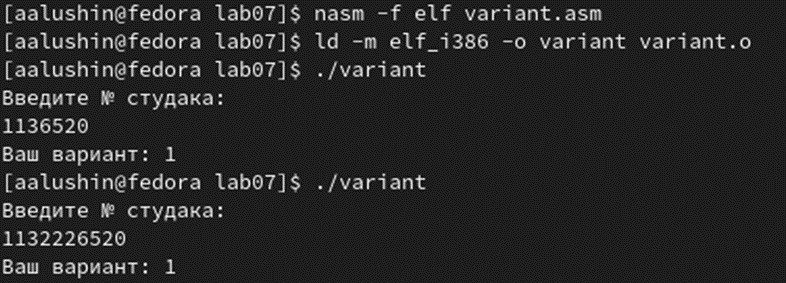 [aalushin@fedora lab07]$ nasm -f elf variant.asm
[aalushin@fedora lab07]$ ld -m elf_i386 -o variant variant.o
[aalushin@fedora lab07]$ ./variant
Введите № студака:
1136520
Ваш вариант: 1
[aalushin@fedora lab07]$ ./variant
Введите № студака:
1132226520
Ваш вариант: 1